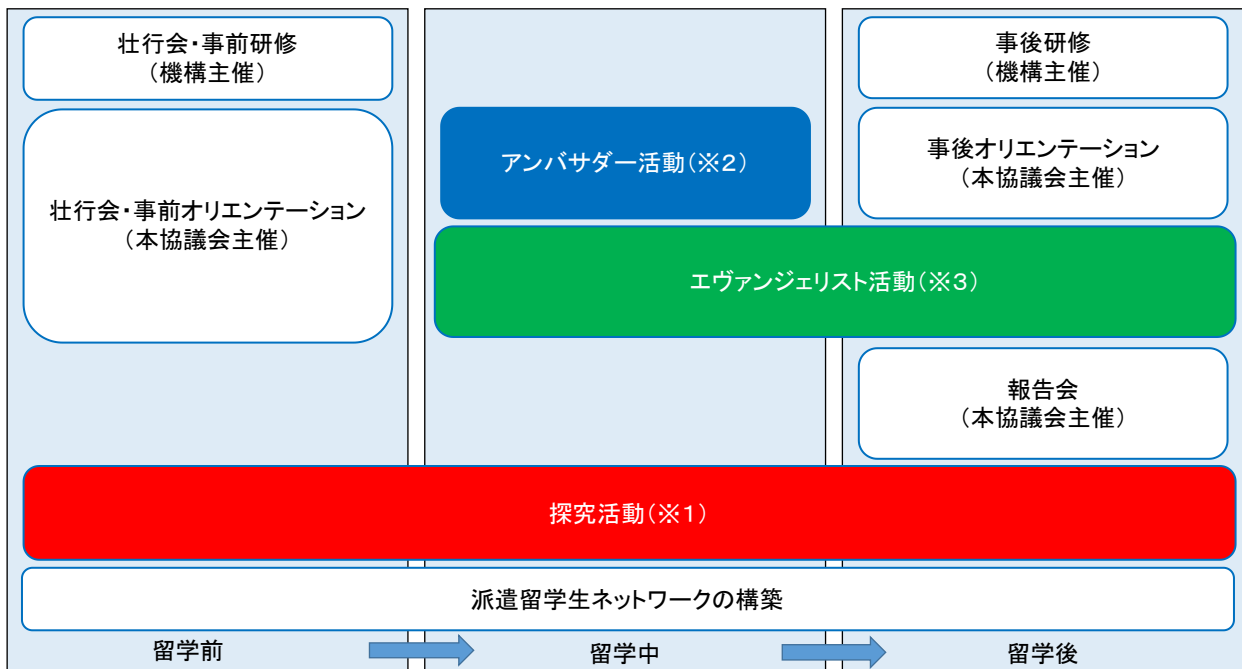 壮行会・事前研修
（機構主催）
壮行会・事前オリエンテーション
（本協議会主催）
アンバサダー活動（※２）
事後研修
（機構主催）
事後オリエンテーション
（本協議会主催）
エヴァンジェリスト活動（※３）
報告会
（本協議会主催）
探究活動（※１）
派遣留学生ネットワークの構築
留学前
留学中
留学後